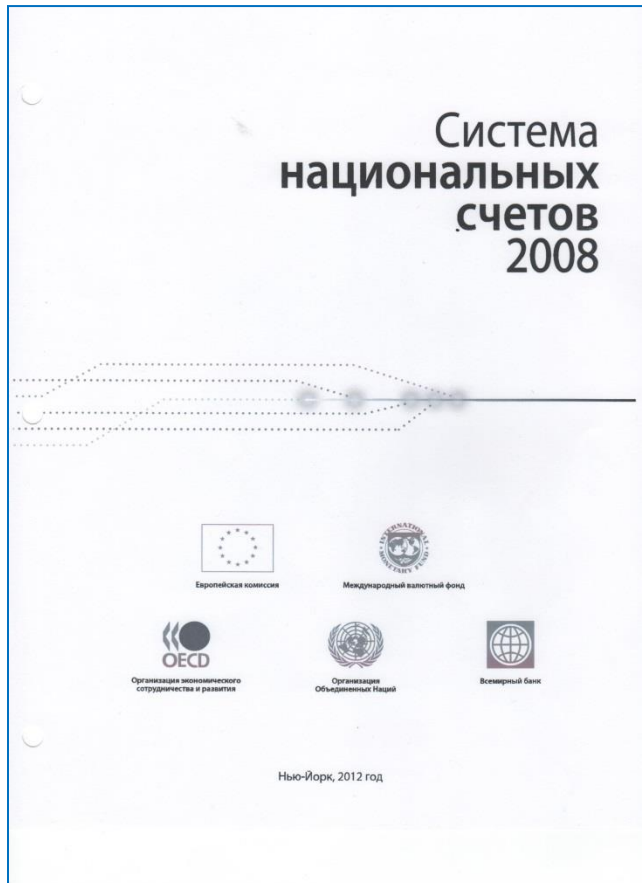 Система
национальных
счетов
2008
Европейская комиссия
INTERNATIONAL MONETARY FUND
Международный валютный фонд
OECD
Организация экономического
сотрудничества и развития
Организация
Объединенных Наций
Всемирный банк
Нью-Йорк, 2012 год